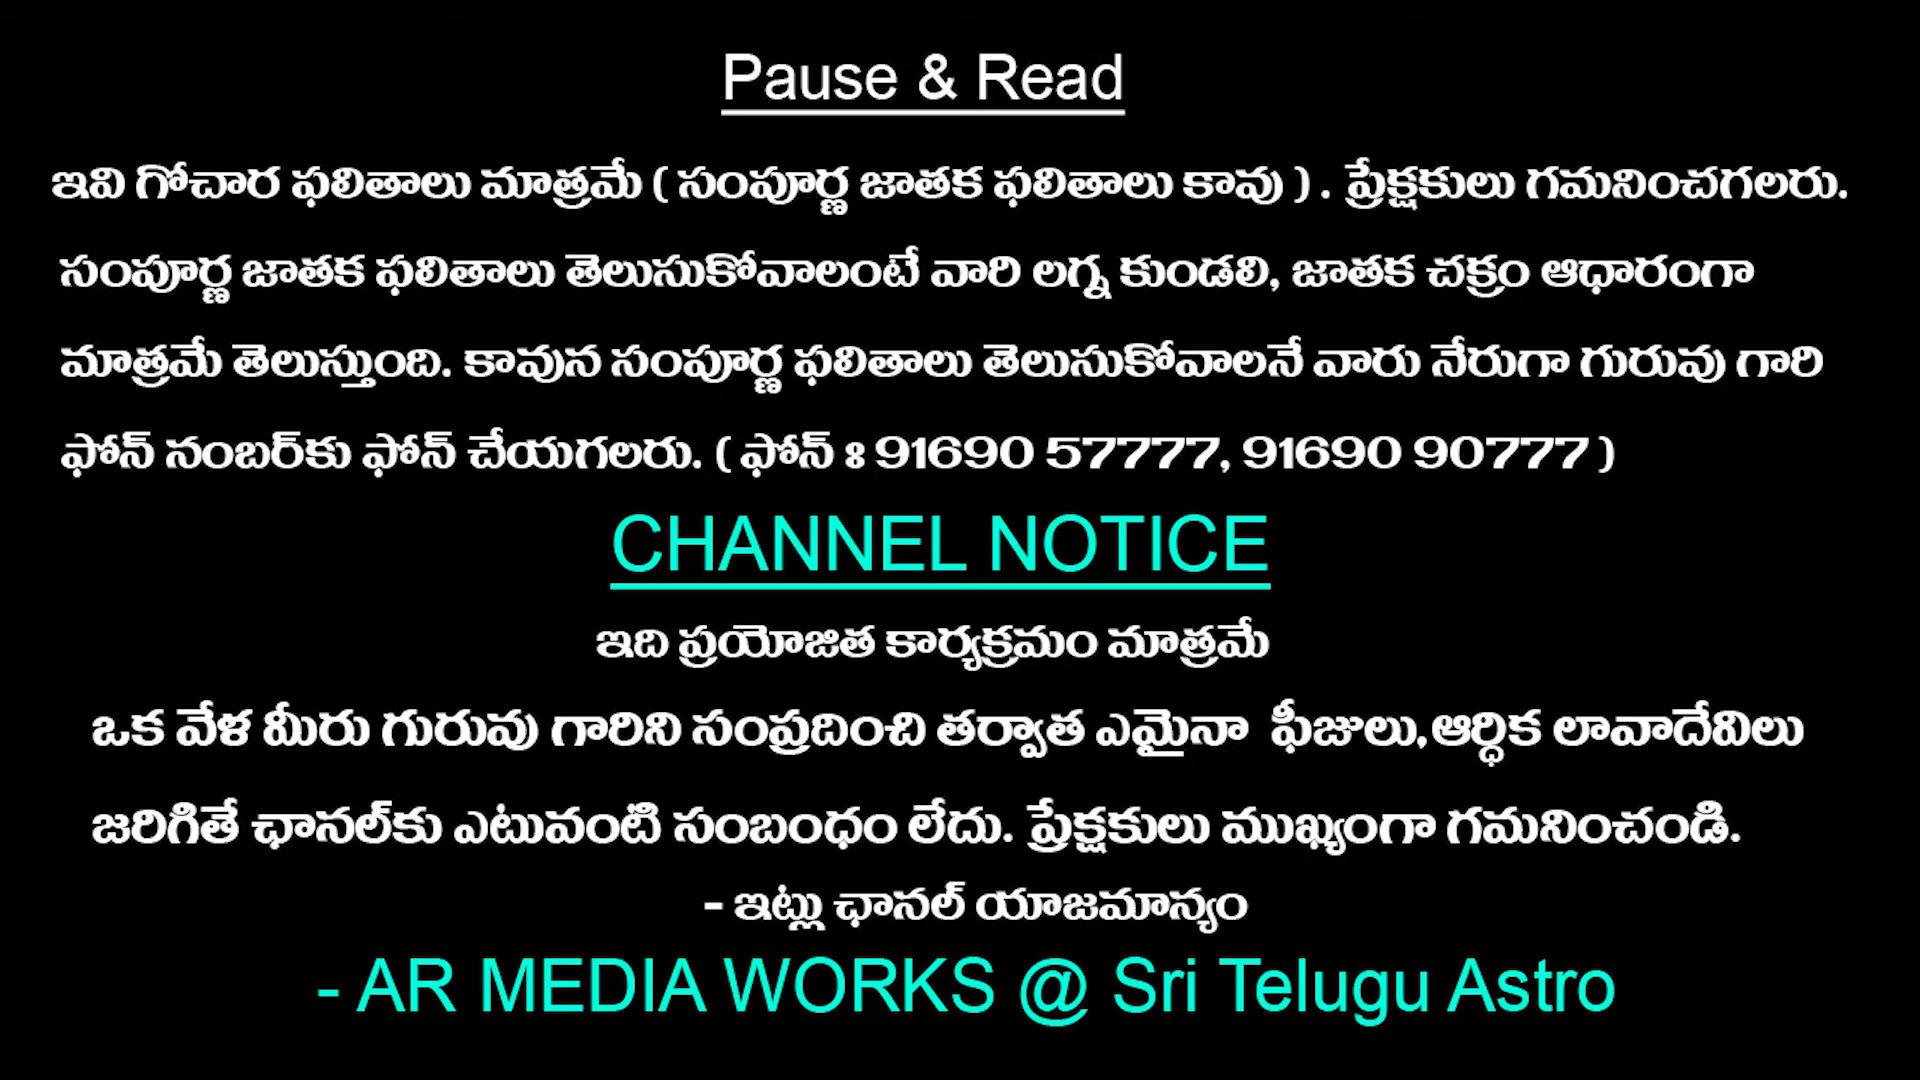 Pause & Read
ఇవి గోచార ఫలితాలు మాత్రమే ( సంపూర్ణ జాతక ఫలితాలు కావు ) . ప్రేక్షకులు గమనించగలరు.
సంపూర్ణ జాతక ఫలితాలు తెలుసుకోవాలంటే వారి లగ్న కుండలి, జాతక చక్రం ఆధారంగా
మాత్రమే తెలుస్తుంది. కావున సంపూర్ణ ఫలితాలు తెలుసుకోవాలనే వారు నేరుగా గురువు గారి
ఫోన్ నంబర్‌కు ఫోన్ చేయగలరు. ( ఫోన్ ః 91690 57777, 91690 90777 )
CHANNEL NOTICE
ఇది ప్రయోజిత కార్యక్రమం మాత్రమే
ఒక వేళ మీరు గురువు గారిని సంప్రదించి తర్వాత ఎమైనా ఫీజులు,ఆర్ధిక లావాదేవిలు
జరిగితే ఛానల్‌కు ఎటువంటి సంబంధం లేదు. ప్రేక్షకులు ముఖ్యంగా గమనించండి.
- ఇట్లు ఛానల్ యాజమాన్యం
- AR MEDIA WORKS @ Sri Telugu Astro